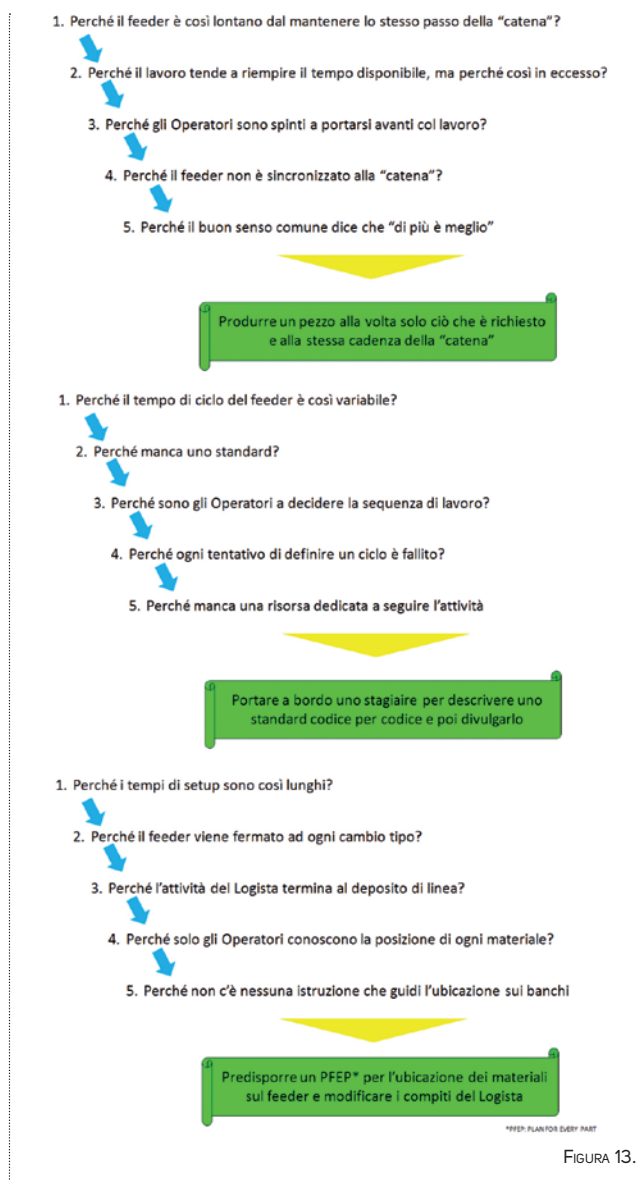 1. Perché il feeder è così lontano dal mantenere lo stesso passo della “catena”?
2. Perché il lavoro tende a riempire il tempo disponibile, ma perché così in eccesso?
3. Perché gli Operatori sono spinti a portarsi avanti col lavoro?
4. Perché il feeder non è sincronizzato alla “catena”?
5. Perché il buon senso comune dice che “di più è meglio”
Produrre un pezzo alla volta solo ciò che è richiesto
e alla stessa cadenza della “catena”
1. Perché il tempo di ciclo del feeder è così variabile?
2. Perché manca uno standard?
3. Perché sono gli Operatori a decidere la sequenza di lavoro?
4. Perché ogni tentativo di definire un ciclo è fallito?
5. Perché manca una risorsa dedicata a seguire l’attività
Portare a bordo uno stagiaire per descrivere uno
standard codice per codice e poi divulgarlo
1. Perché i tempi di setup sono così lunghi?
2. Perché il feeder viene fermato ad ogni cambio tipo?
3. Perché l’attività del Logista termina al deposito di linea?
4. Perché solo gli Operatori conoscono la posizione di ogni materiale?
5. Perché non c’è nessuna istruzione che guidi l’ubicazione sui banchi
Predisporre un PFEP* per l’ubicazione dei materiali
sul feeder e modificare i compiti del Logista
*PFEP: PLAN FOR EVERY PART
FIGURA 13.